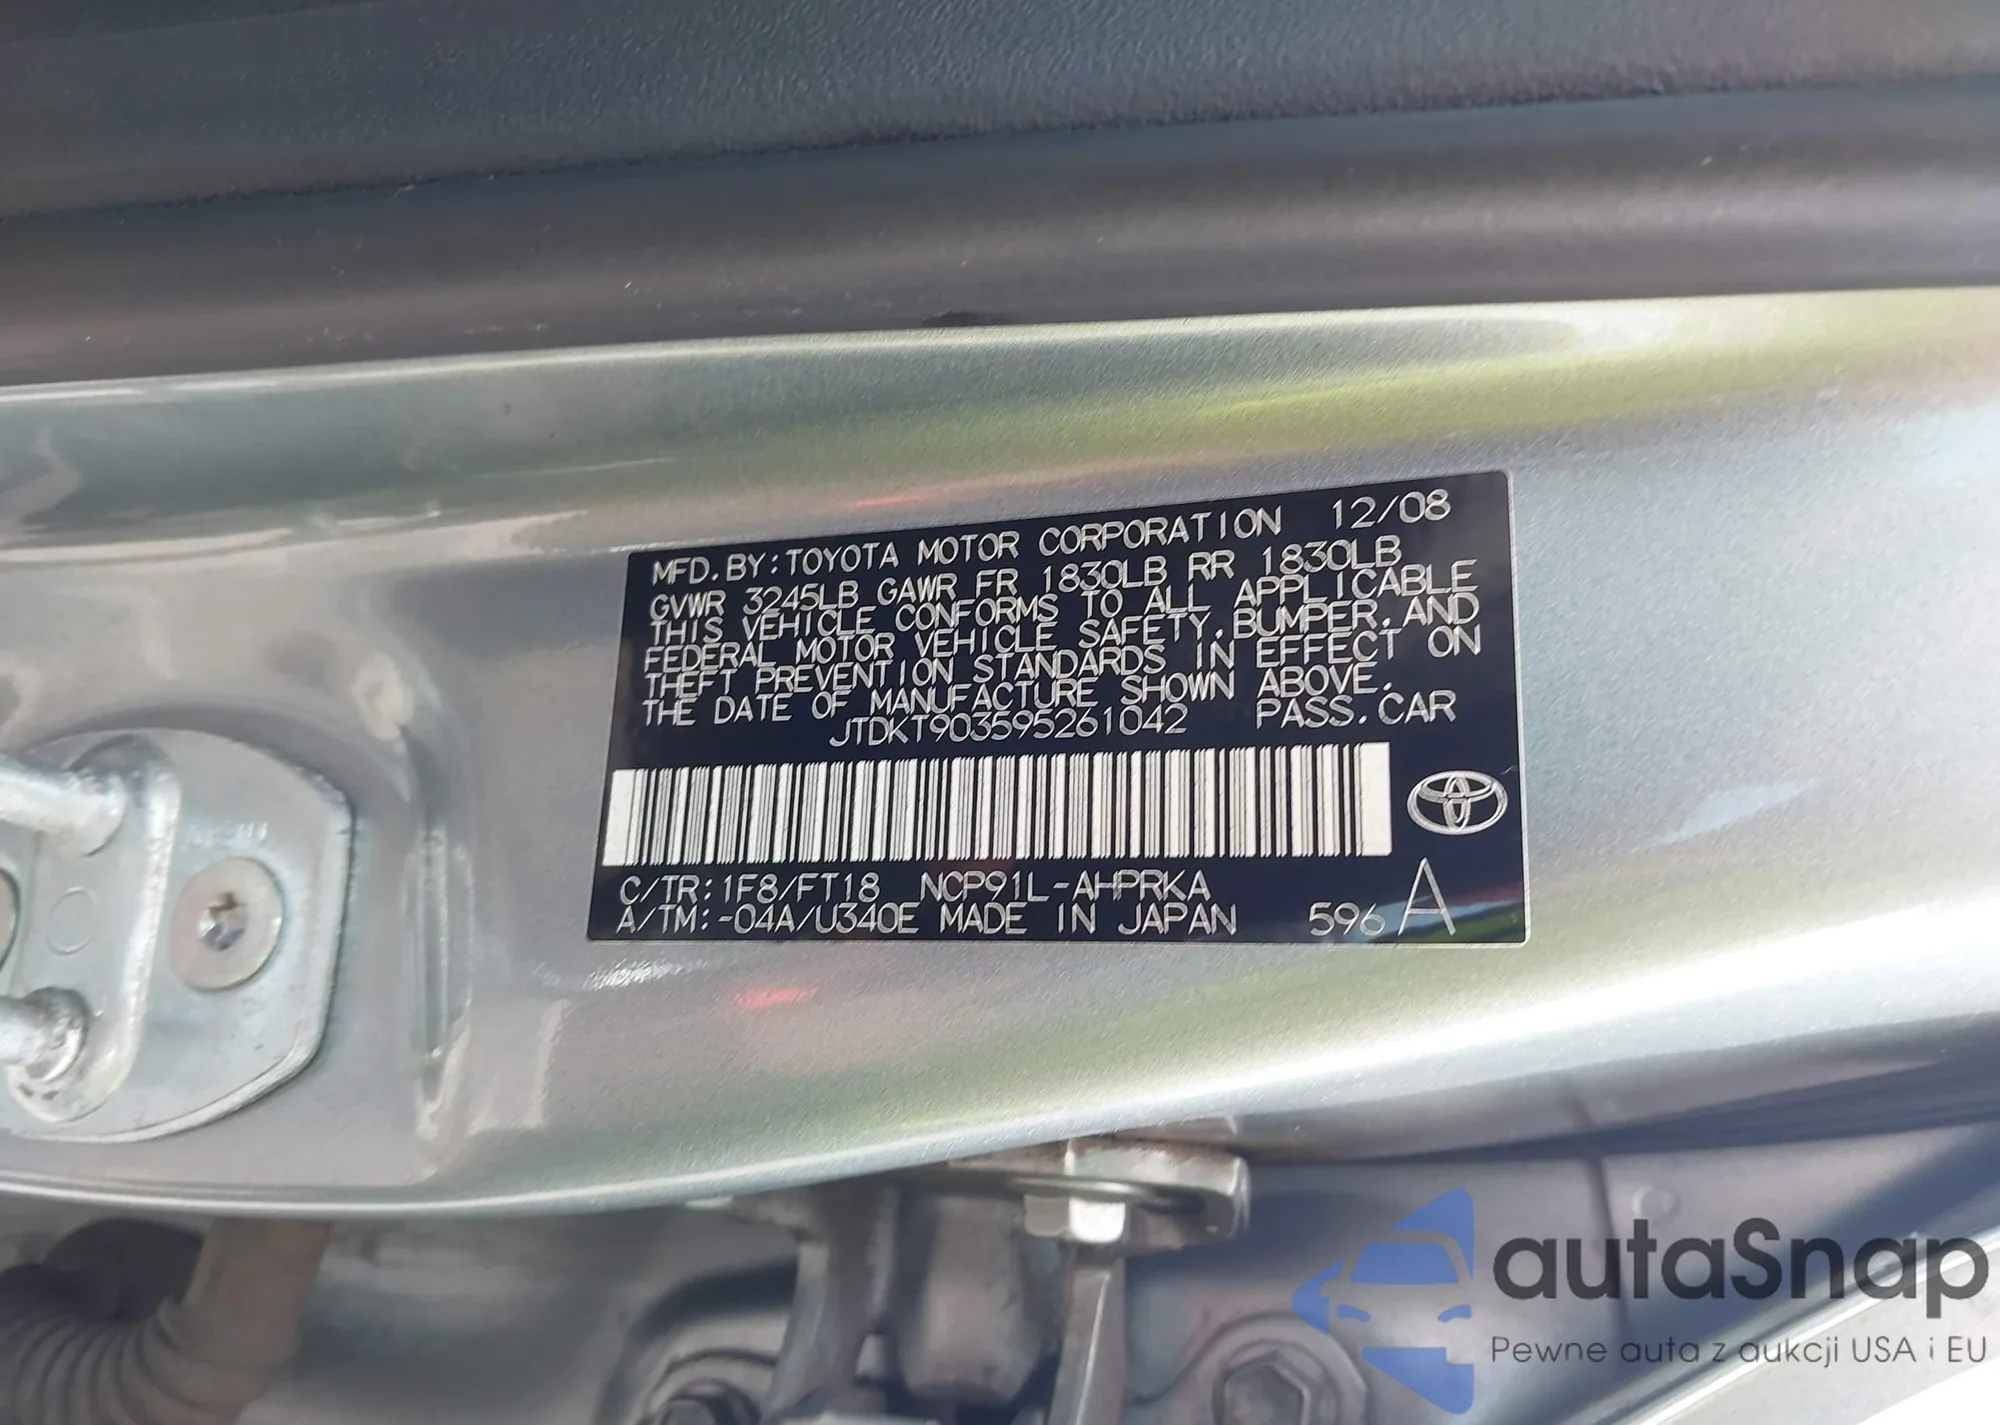 MFD.BY:TOYOTA MOTOR CORPORATION 12/08
GVWR 3245LB GAWR FR 1830LB RR 1830LB
THIS VEHICLE CONFORMS TO ALL APPLICABLE
FEDERAL MOTOR VEHICLE SAFETY,BUMPER,AND
THEFT PREVENTION STANDARDS IN EFFECT ON
THE DATE OF MANUFACTURE SHOWN ABOVE.
JTDKT903595261042 PASS.CAR
C/TR:1F8/FT18 NCP91L-AHPRKA
A/TM:-04A/U340E MADE IN JAPAN 596 A
autaSnap
Pewne auta z aukcji USA i EU